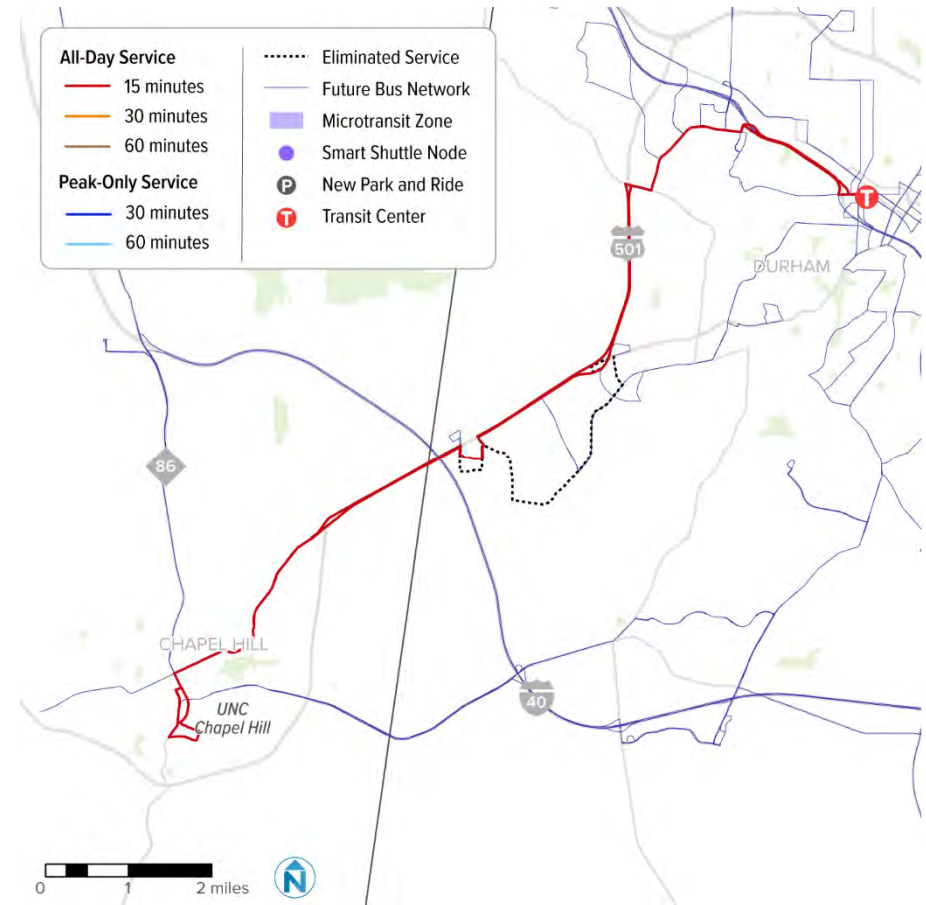 All-Day Service
15 minutes
30 minutes
60 minutes
Peak-Only Service
30 minutes
60 minutes
Eliminated Service
Future Bus Network
Microtransit Zone
Smart Shuttle Node
P New Park and Ride
T Transit Center
T
501
DURHAM
86
CHAPEL HILL
UNC
Chapel Hill
40
0 1 2 miles
N